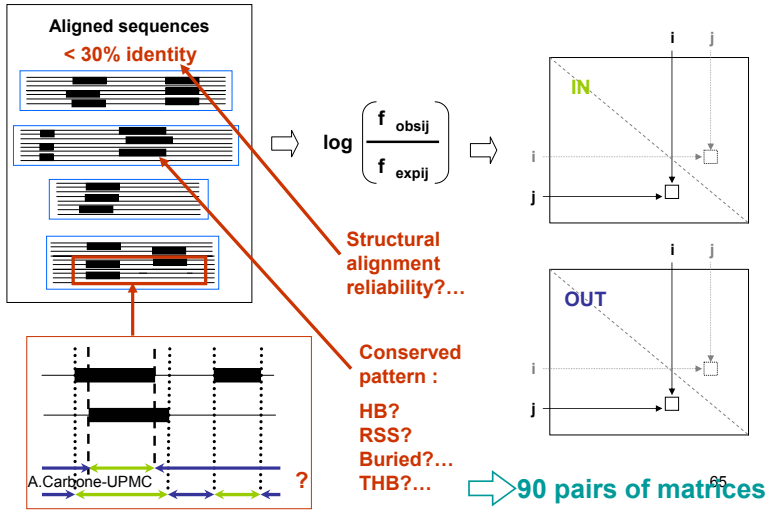 Aligned sequences
< 30% identity
log
f obsij
f expij
i
j
IN
i
j
Structural
alignment
reliability?...
OUT
i
j
i
j
Conserved
pattern :
HB?
RSS?
Buried?...
THB?...
A.Carbone-UPMC
?
90 pairs of matrices
65